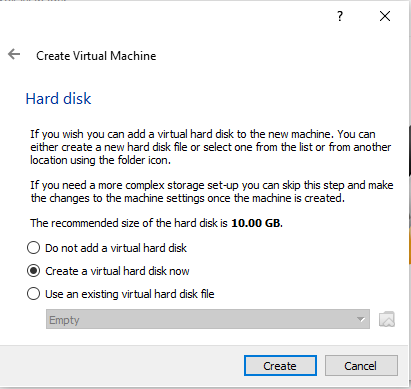 ?
Create Virtual Machine
Hard disk
If you wish you can add a virtual hard disk to the new machine. You can
either create a new hard disk file or select one from the list or from another
location using the folder icon.
If you need a more complex storage set-up you can skip this step and make
the changes to the machine settings once the machine is created.
The recommended size of the hard disk is 10.00 GB.
Do not add a virtual hard disk
Create a virtual hard disk now
Use an existing virtual hard disk file
Empty
Create Cancel